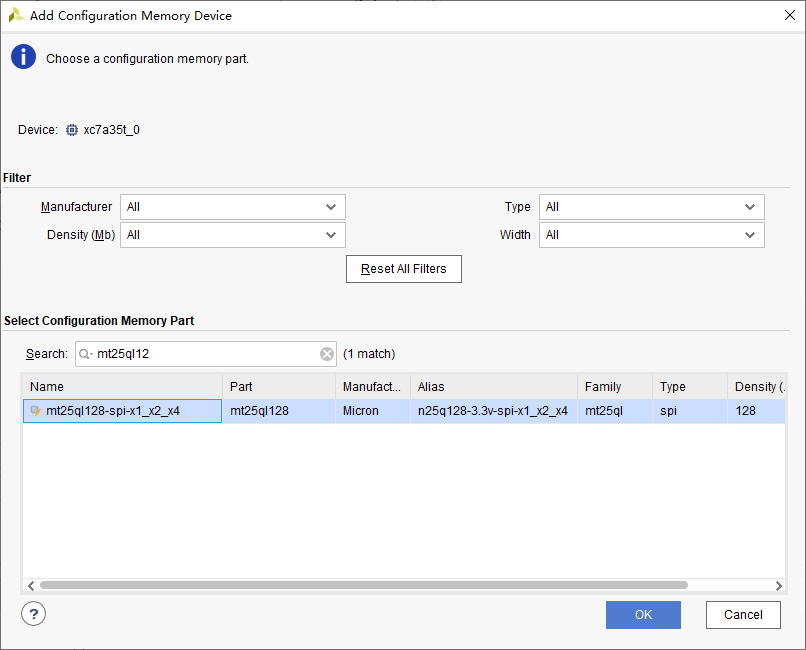 Add Configuration Memory Device
Choose a configuration memory part.
Device: xc7a35t_0
Filter
Manufacturer All Type All
Density (Mb) All Width All
Reset All Filters
Select Configuration Memory Part
Search: mt25ql12 (1 match)
Name Part Manufact... Alias Family Type Density (.
mt25ql128-spi-x1_x2_x4 mt25ql128 Micron n25q128-3.3v-spi-x1_x2_x4 mt25ql spi 128
? OK Cancel